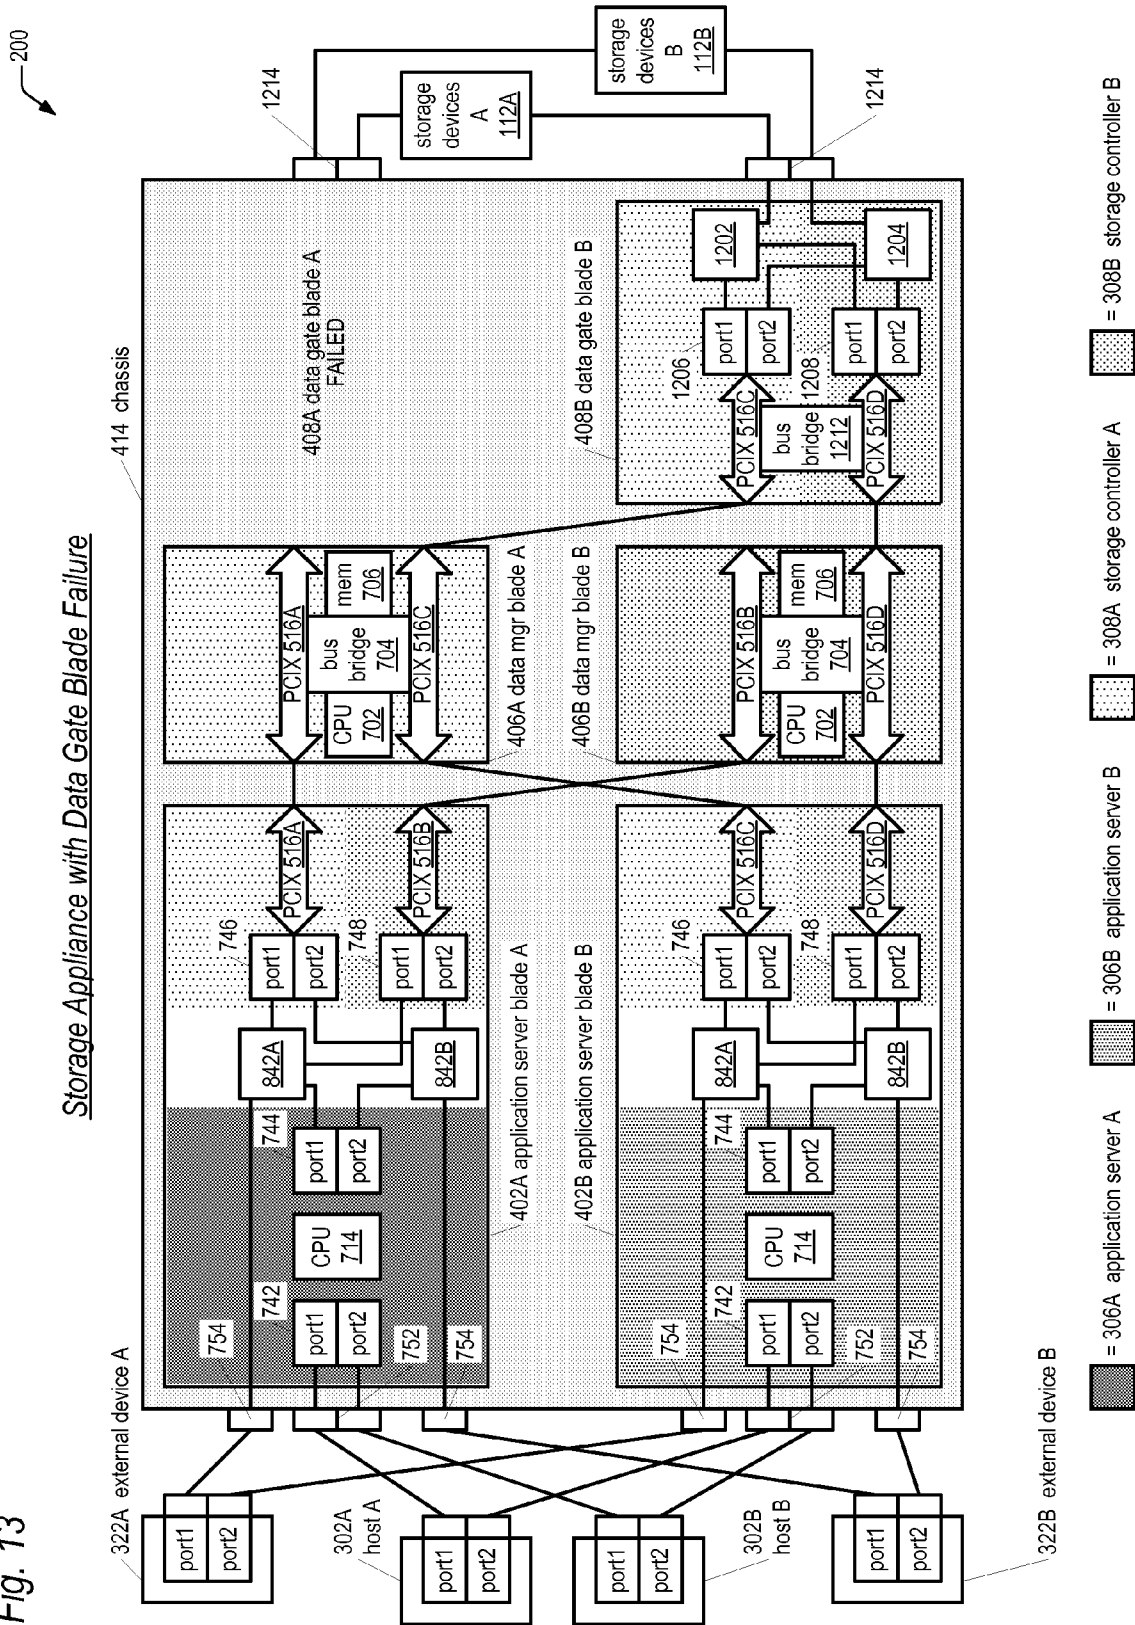 Fig. 13
Storage Appliance with Data Gate Blade Failure
200
414 chassis
322A external device A
port1
port2
302A
host A
port1
port2
302B
host B
port1
port2
322B external device B
port1
port2
754
752
754
742
port1
port2
CPU
714
744
port1
port2
842A
842B
746
port1
port2
748
port1
port2
PCIX 516A
PCIX 516B
402A application server blade A
402B application server blade B
754
752
754
742
port1
port2
CPU
714
744
port1
port2
842A
842B
746
port1
port2
748
port1
port2
PCIX 516C
PCIX 516D
PCIX 516A
CPU
702
bus
bridge
704
mem
706
PCIX 516C
406A data mgr blade A
406B data mgr blade B
PCIX 516B
CPU
702
bus
bridge
704
mem
706
PCIX 516D
408A data gate blade A
FAILED
408B data gate blade B
PCIX 516C
bus
bridge
1212
PCIX 516D
1206
port1
port2
1208
port1
port2
1202
1204
1214
1214
storage
devices
A
112A
storage
devices
B
112B
= 306A application server A
= 306B application server B
= 308A storage controller A
= 308B storage controller B